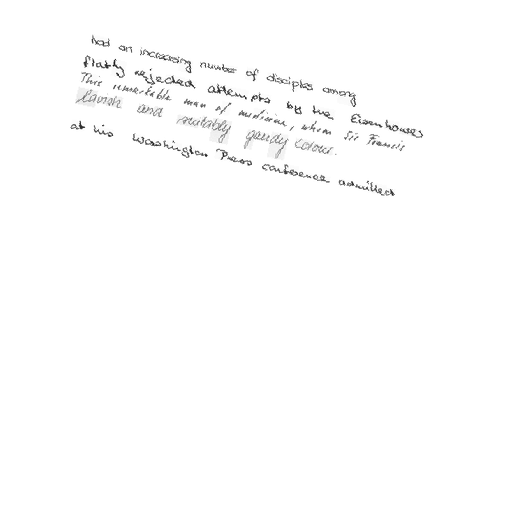 had an increasing number of disciples among
flatly rejected attempts by the Eisenhower
This remarkable man of medicine, whom Sir Francis
lavish and suitably gaudy colour.
at his Washington Press conference admitted